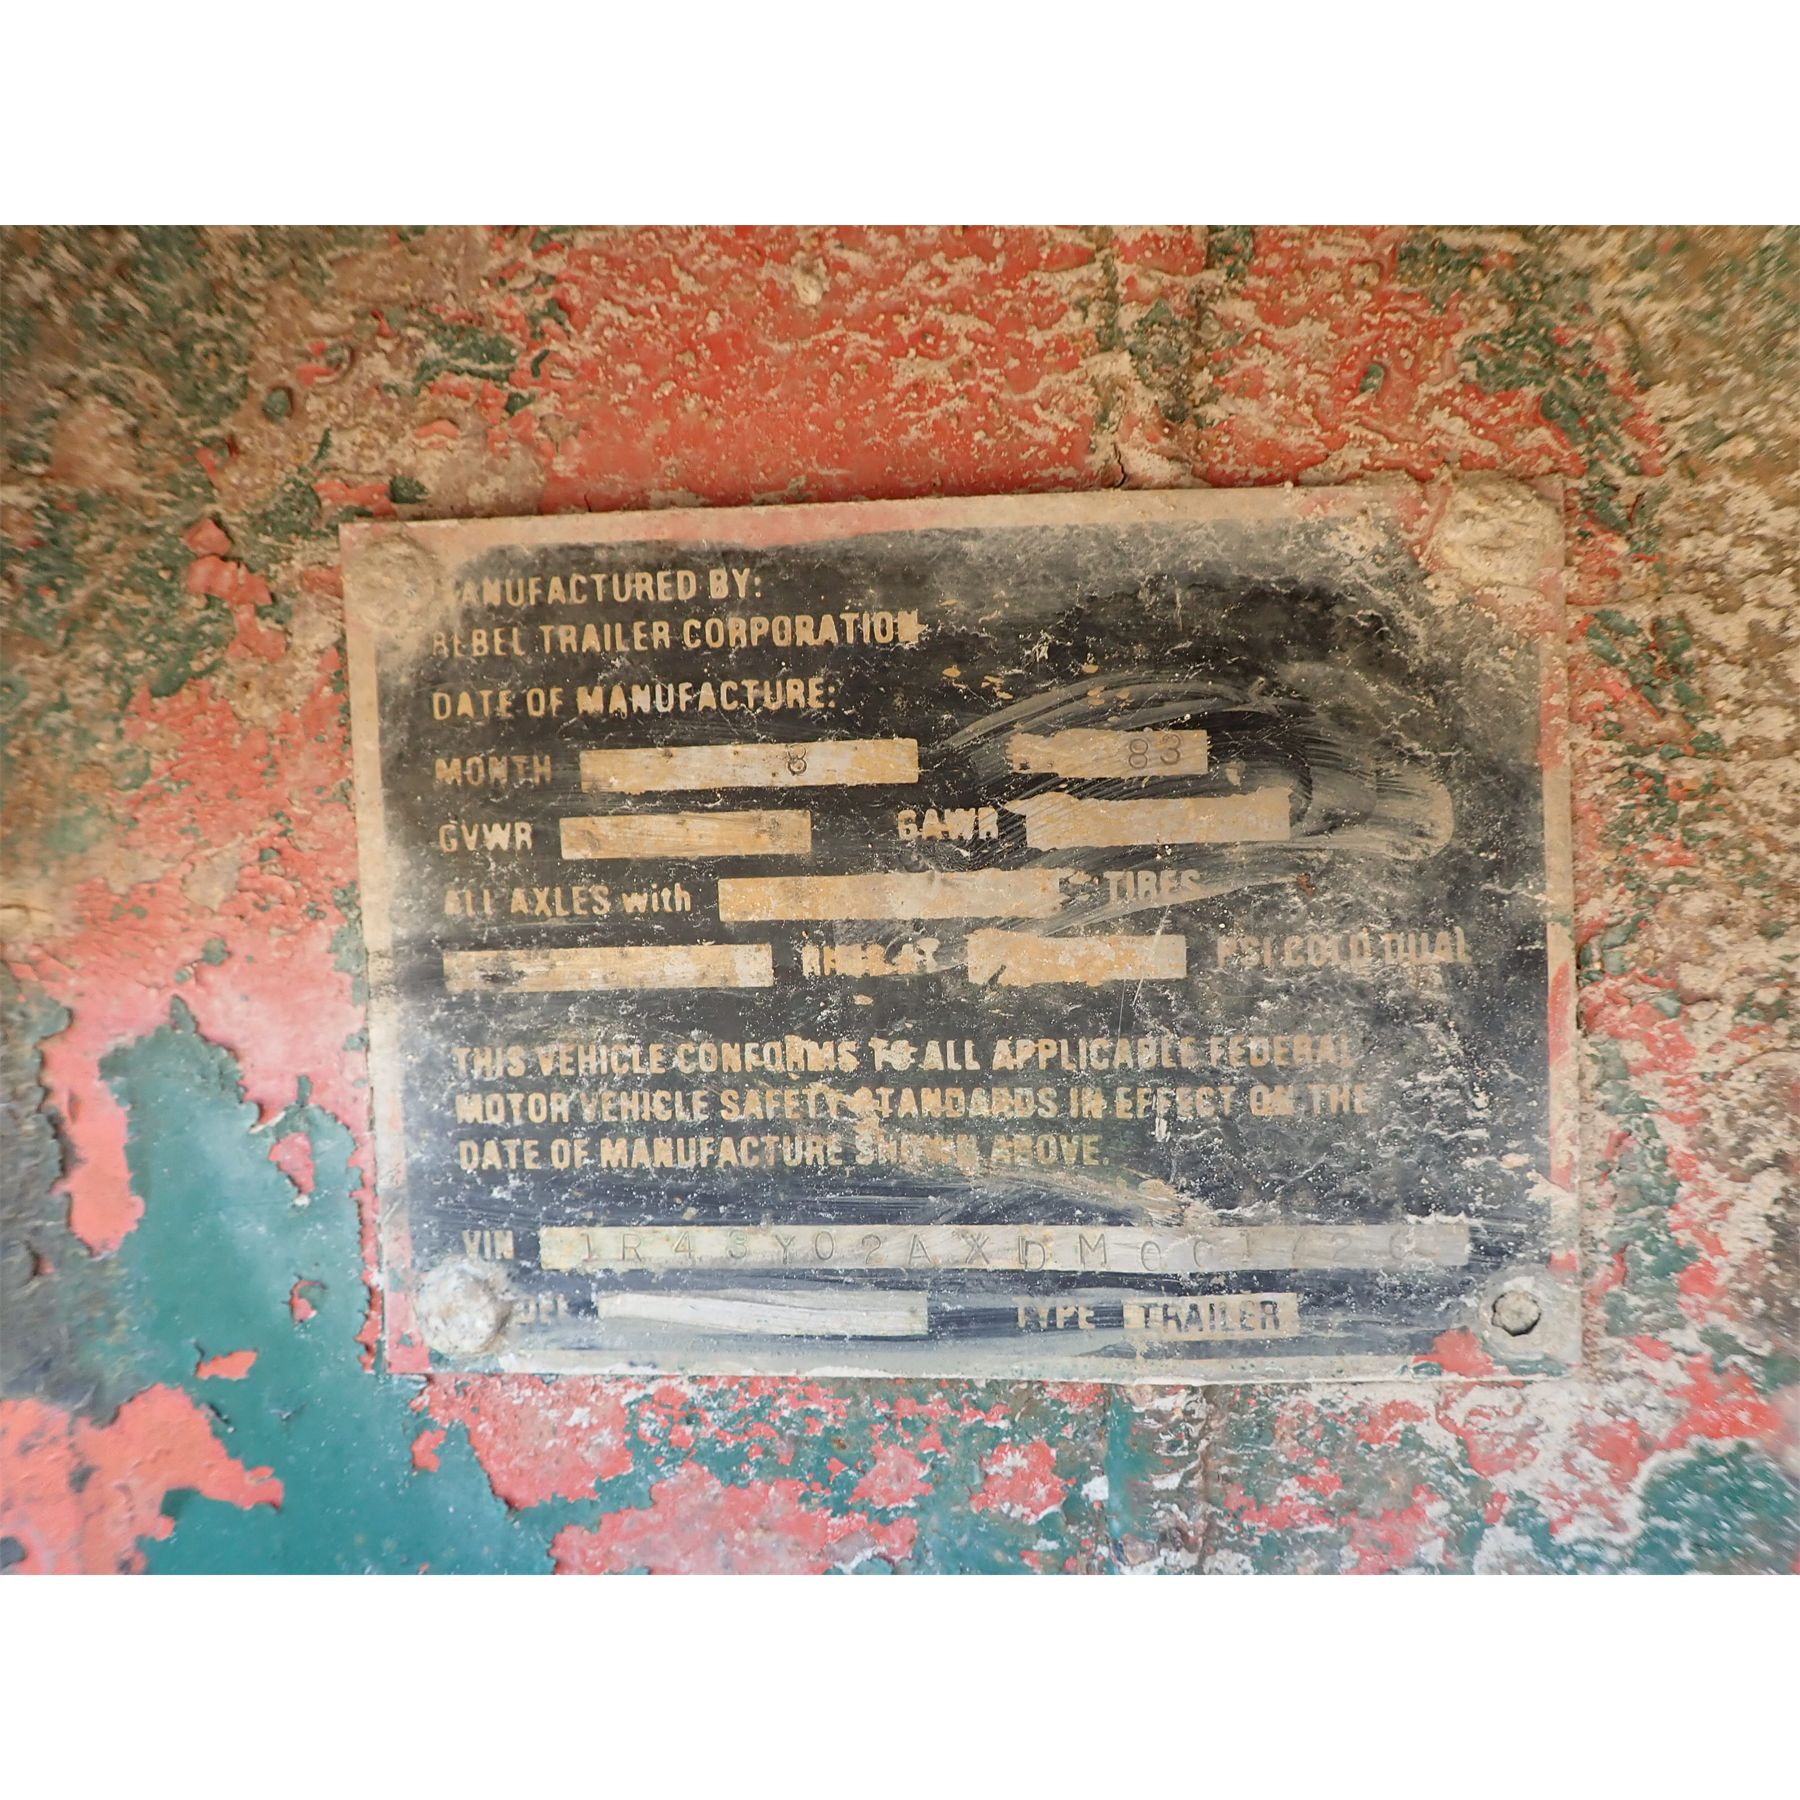 MANUFACTURED BY:
REBEL TRAILER CORPORATION
DATE OF MANUFACTURE:
MONTH 8 83
GVWR GAWR
ALL AXLES with TIRES
RIMS AT PSI COLD DUAL
THIS VEHICLE CONFORMS TO ALL APPLICABLE FEDERAL
MOTOR VEHICLE SAFETY STANDARDS IN EFFECT ON THE
DATE OF MANUFACTURE SHOWN ABOVE.
VIN
TYPE TRAILER